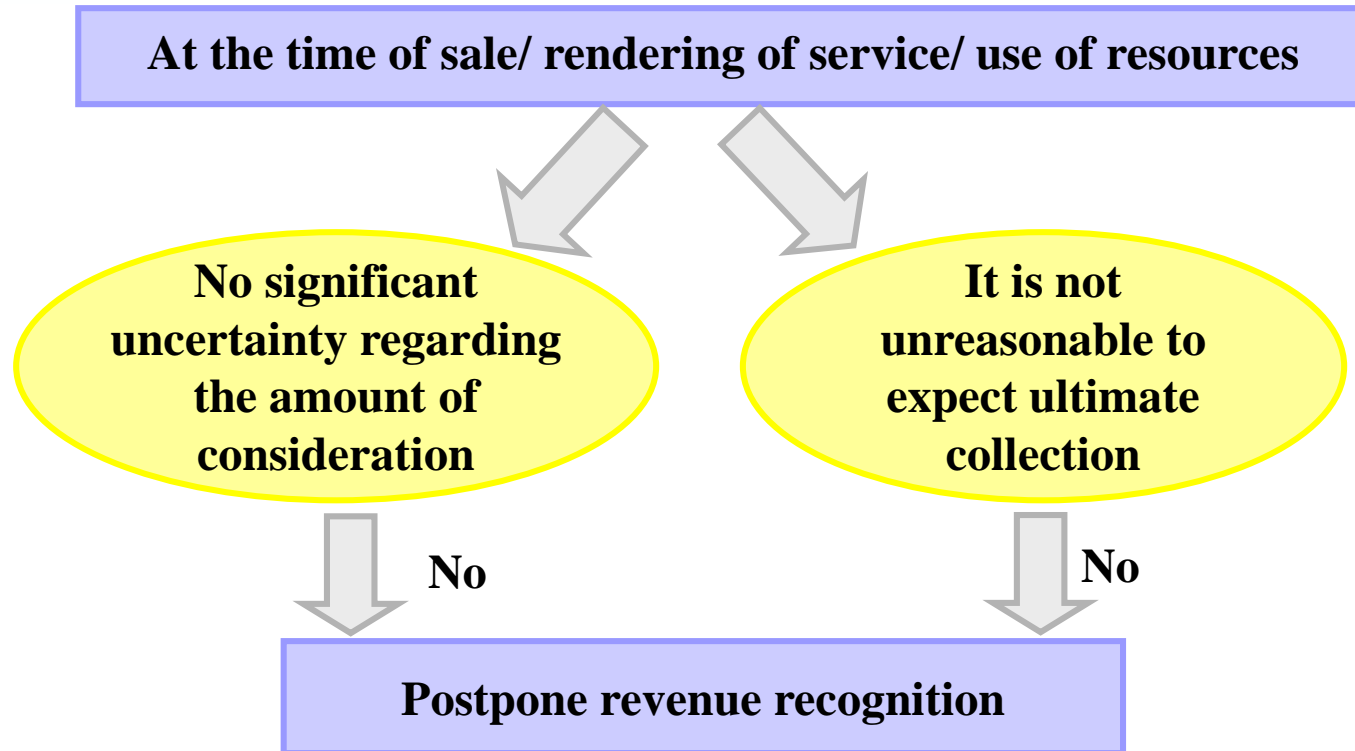 At the time of sale/ rendering of service/ use of resources
No significant
uncertainty regarding
the amount of
consideration
It is not
unreasonable to
expect ultimate
collection
No
No
Postpone revenue recognition